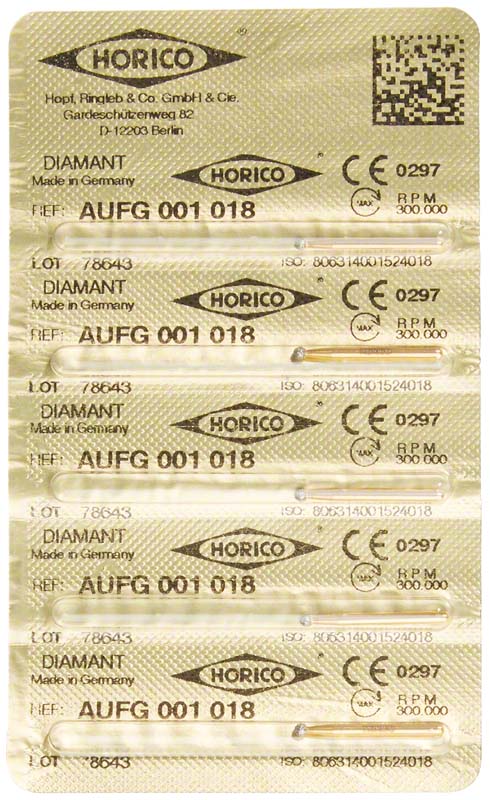 HORICO ®
Hopf, Ringleb & Co. GmbH & Cie.
Gardeschützenweg 82
D-12203 Berlin
DIAMANT
Made in Germany
HORICO ®
CE 0297
REF: AUFG 001 018
MAX RPM
300.000
LOT 78643 ISO: 806314001524018
DIAMANT
Made in Germany
HORICO ®
CE 0297
REF: AUFG 001 018
MAX RPM
300.000
LOT 78643 ISO: 806314001524018
DIAMANT
Made in Germany
HORICO ®
CE 0297
REF: AUFG 001 018
MAX RPM
300.000
LOT 78643 ISO: 806314001524018
DIAMANT
Made in Germany
HORICO ®
CE 0297
REF: AUFG 001 018
MAX RPM
300.000
LOT 78643 ISO: 806314001524018
DIAMANT
Made in Germany
HORICO ®
CE 0297
REF: AUFG 001 018
MAX RPM
300.000
LOT 78643 ISO: 806314001524018